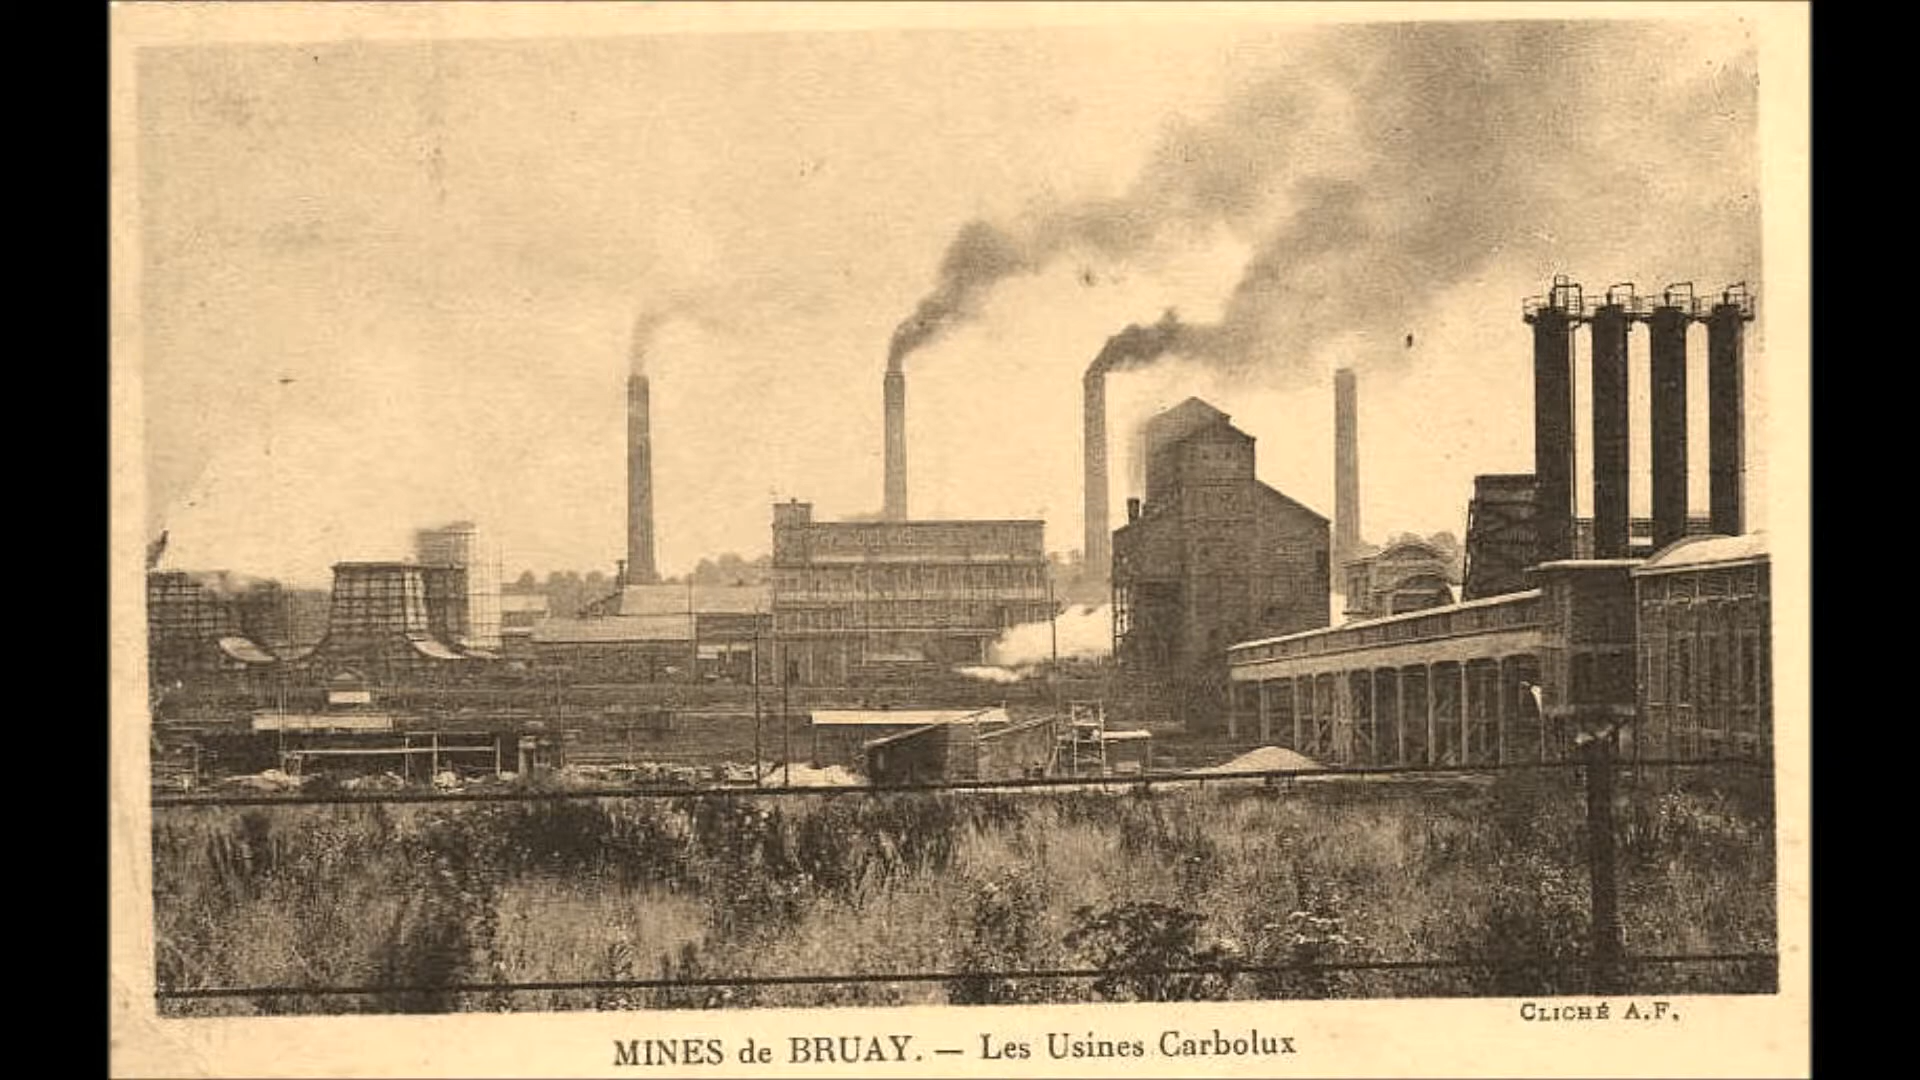 CLICHÉ A.F.
MINES de BRUAY. — Les Usines Carbolux